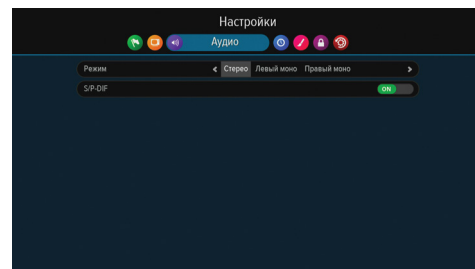 Настройки
Аудио
Режим Стерео Левый моно Правый моно
S/P-DIF ON